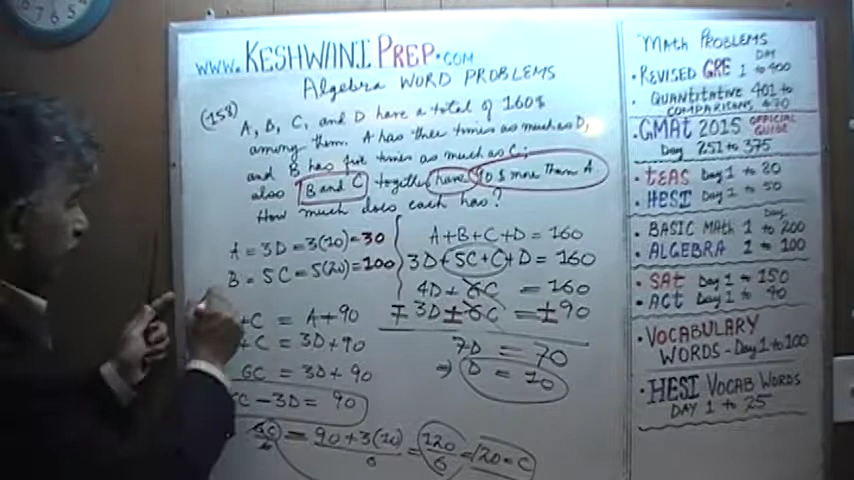 www.KESHWANIPREP.COM
Algebra WORD PROBLEMS
(158)
A, B, C, and D have a total of 160$
among them. A has three times as much as D,
and B has five times as much as C;
also B and C together have 90 $ more than A
How much does each has?
A = 3D = 3(10) = 30
B = 5C = 5(20) = 100
+C = A + 90
+C = 3D + 90
6C = 3D + 90
C - 3D = 90
6C = 90 + 3(10) = 120 = 20 = C
6 6 6
A + B + C + D = 160
3D + 5C + C + D = 160
4D + 6C = 160
∓ 3D ± 6C = ± 90
7D = 70
⇒ D = 10
MATH PROBLEMS
DAY
• REVISED GRE 1 to 400
• QUANTITATIVE 401 to
COMPARISONS 470
• GMAT 2015 OFFICIAL GUIDE
Day 251 to 375
• TEAS Day 1 to 80
• HESI Day 1 to 50
Day
• BASIC MATH 1 to 200
• ALGEBRA 1 to 100
• SAT Day 1 to 150
• ACT Day 1 to 90
• VOCABULARY
WORDS - Day 1 to 100
• HESI VOCAB WORDS
DAY 1 to 25
7 6 5